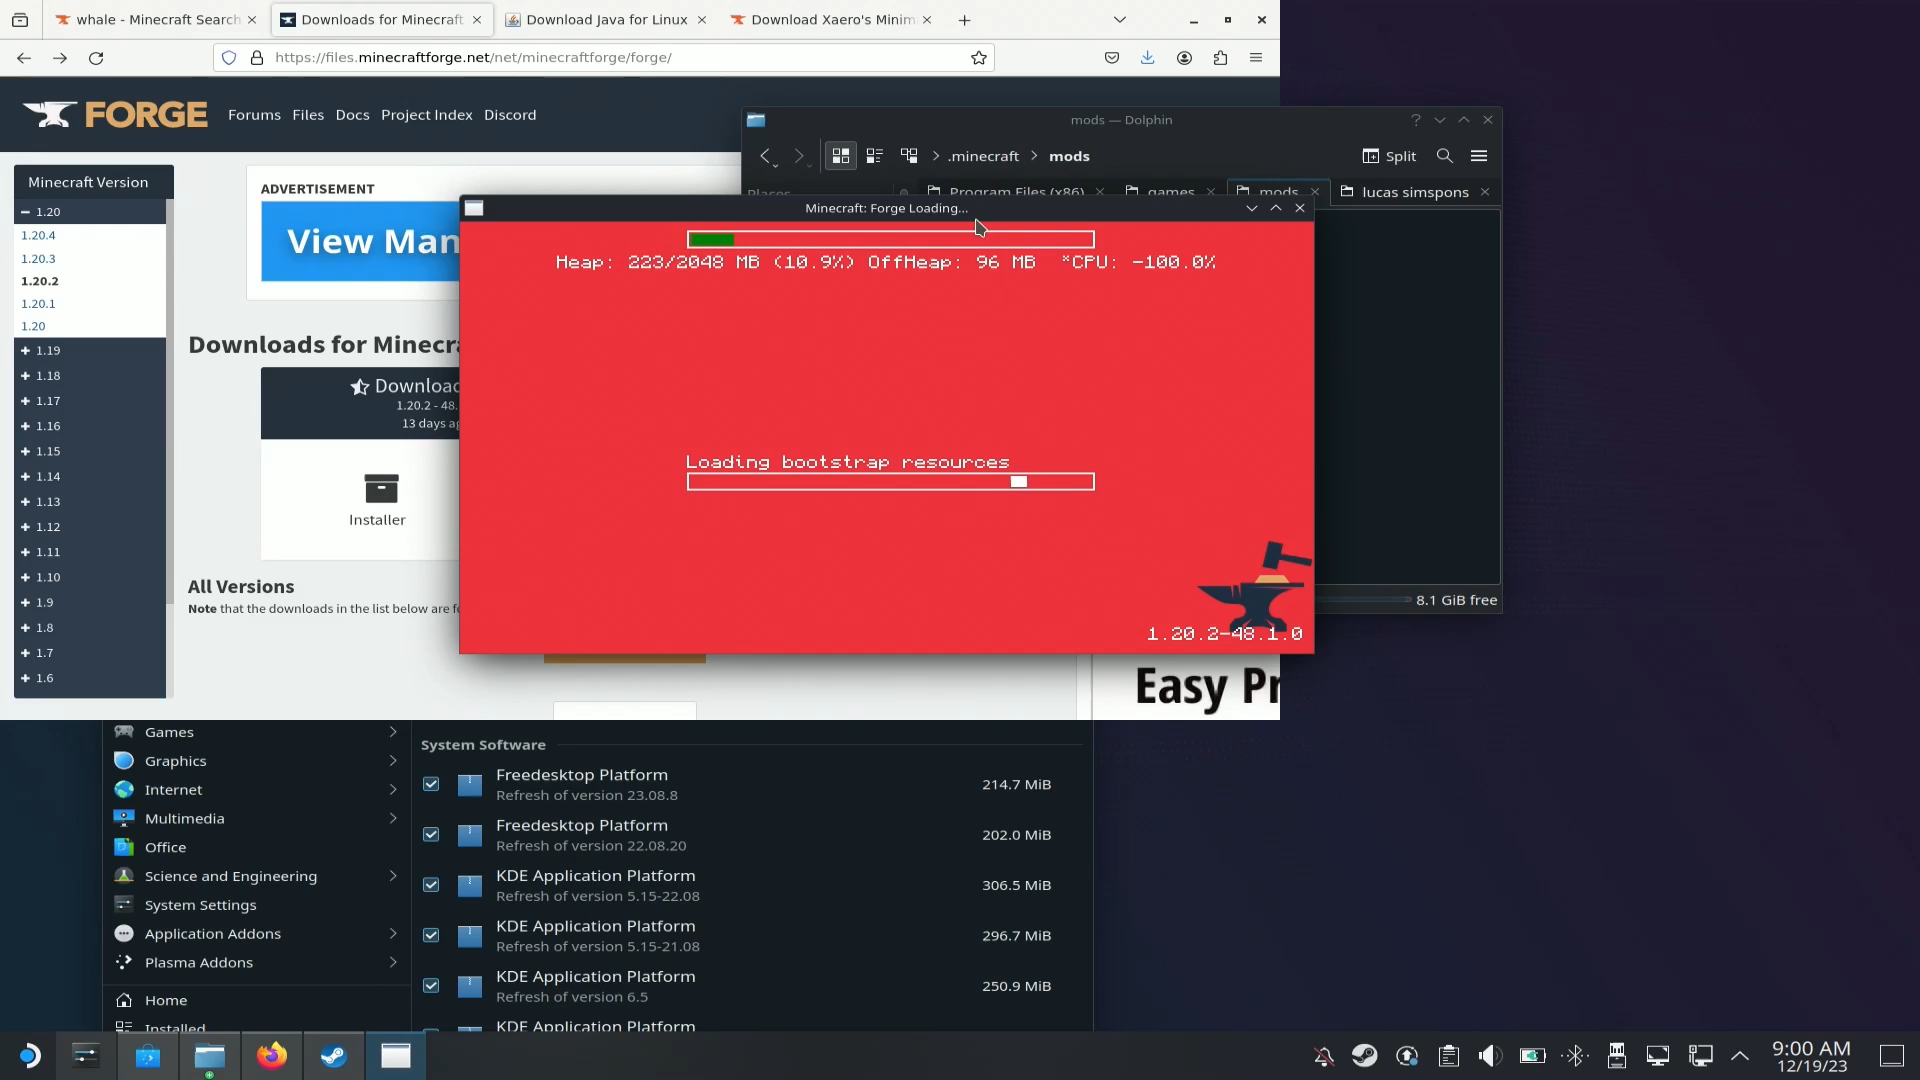 whale - Minecraft Search
Downloads for Minecraft
Download Java for Linux
Download Xaero's Minim
https://files.minecraftforge.net/net/minecraftforge/forge/
FORGE
Forums
Files
Docs
Project Index
Discord
mods — Dolphin
.minecraft
mods
Split
Places
Program Files (x86)
games
mods
lucas simspons
Minecraft Version
1.20
1.20.4
1.20.3
1.20.2
1.20.1
1.20
1.19
1.18
1.17
1.16
1.15
1.14
1.13
1.12
1.11
1.10
1.9
1.8
1.7
1.6
ADVERTISEMENT
View Man
Downloads for Minecra
Download
1.20.2 - 48.
13 days ag
Installer
All Versions
Note that the downloads in the list below are fo
Minecraft: Forge Loading...
Heap: 223/2048 MB (10.9%) OffHeap: 96 MB *CPU: -100.0%
Loading bootstrap resources
1.20.2-48.1.0
8.1 GiB free
Easy Pr
Games
Graphics
Internet
Multimedia
Office
Science and Engineering
System Settings
Application Addons
Plasma Addons
Home
Installed
System Software
Freedesktop Platform
Refresh of version 23.08.8
214.7 MiB
Freedesktop Platform
Refresh of version 22.08.20
202.0 MiB
KDE Application Platform
Refresh of version 5.15-22.08
306.5 MiB
KDE Application Platform
Refresh of version 5.15-21.08
296.7 MiB
KDE Application Platform
Refresh of version 6.5
250.9 MiB
KDE Application Platform
9:00 AM
12/19/23